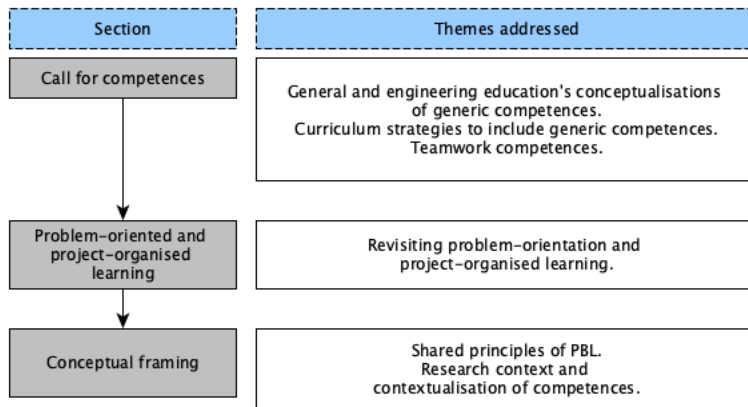 Section
Themes addressed
Call for competences
General and engineering education's conceptualisations
of generic competences.
Curriculum strategies to include generic competences.
Teamwork competences.
Problem-oriented and
project-organised
learning
Revisiting problem-orientation and
project-organised learning.
Conceptual framing
Shared principles of PBL.
Research context and
contextualisation of competences.